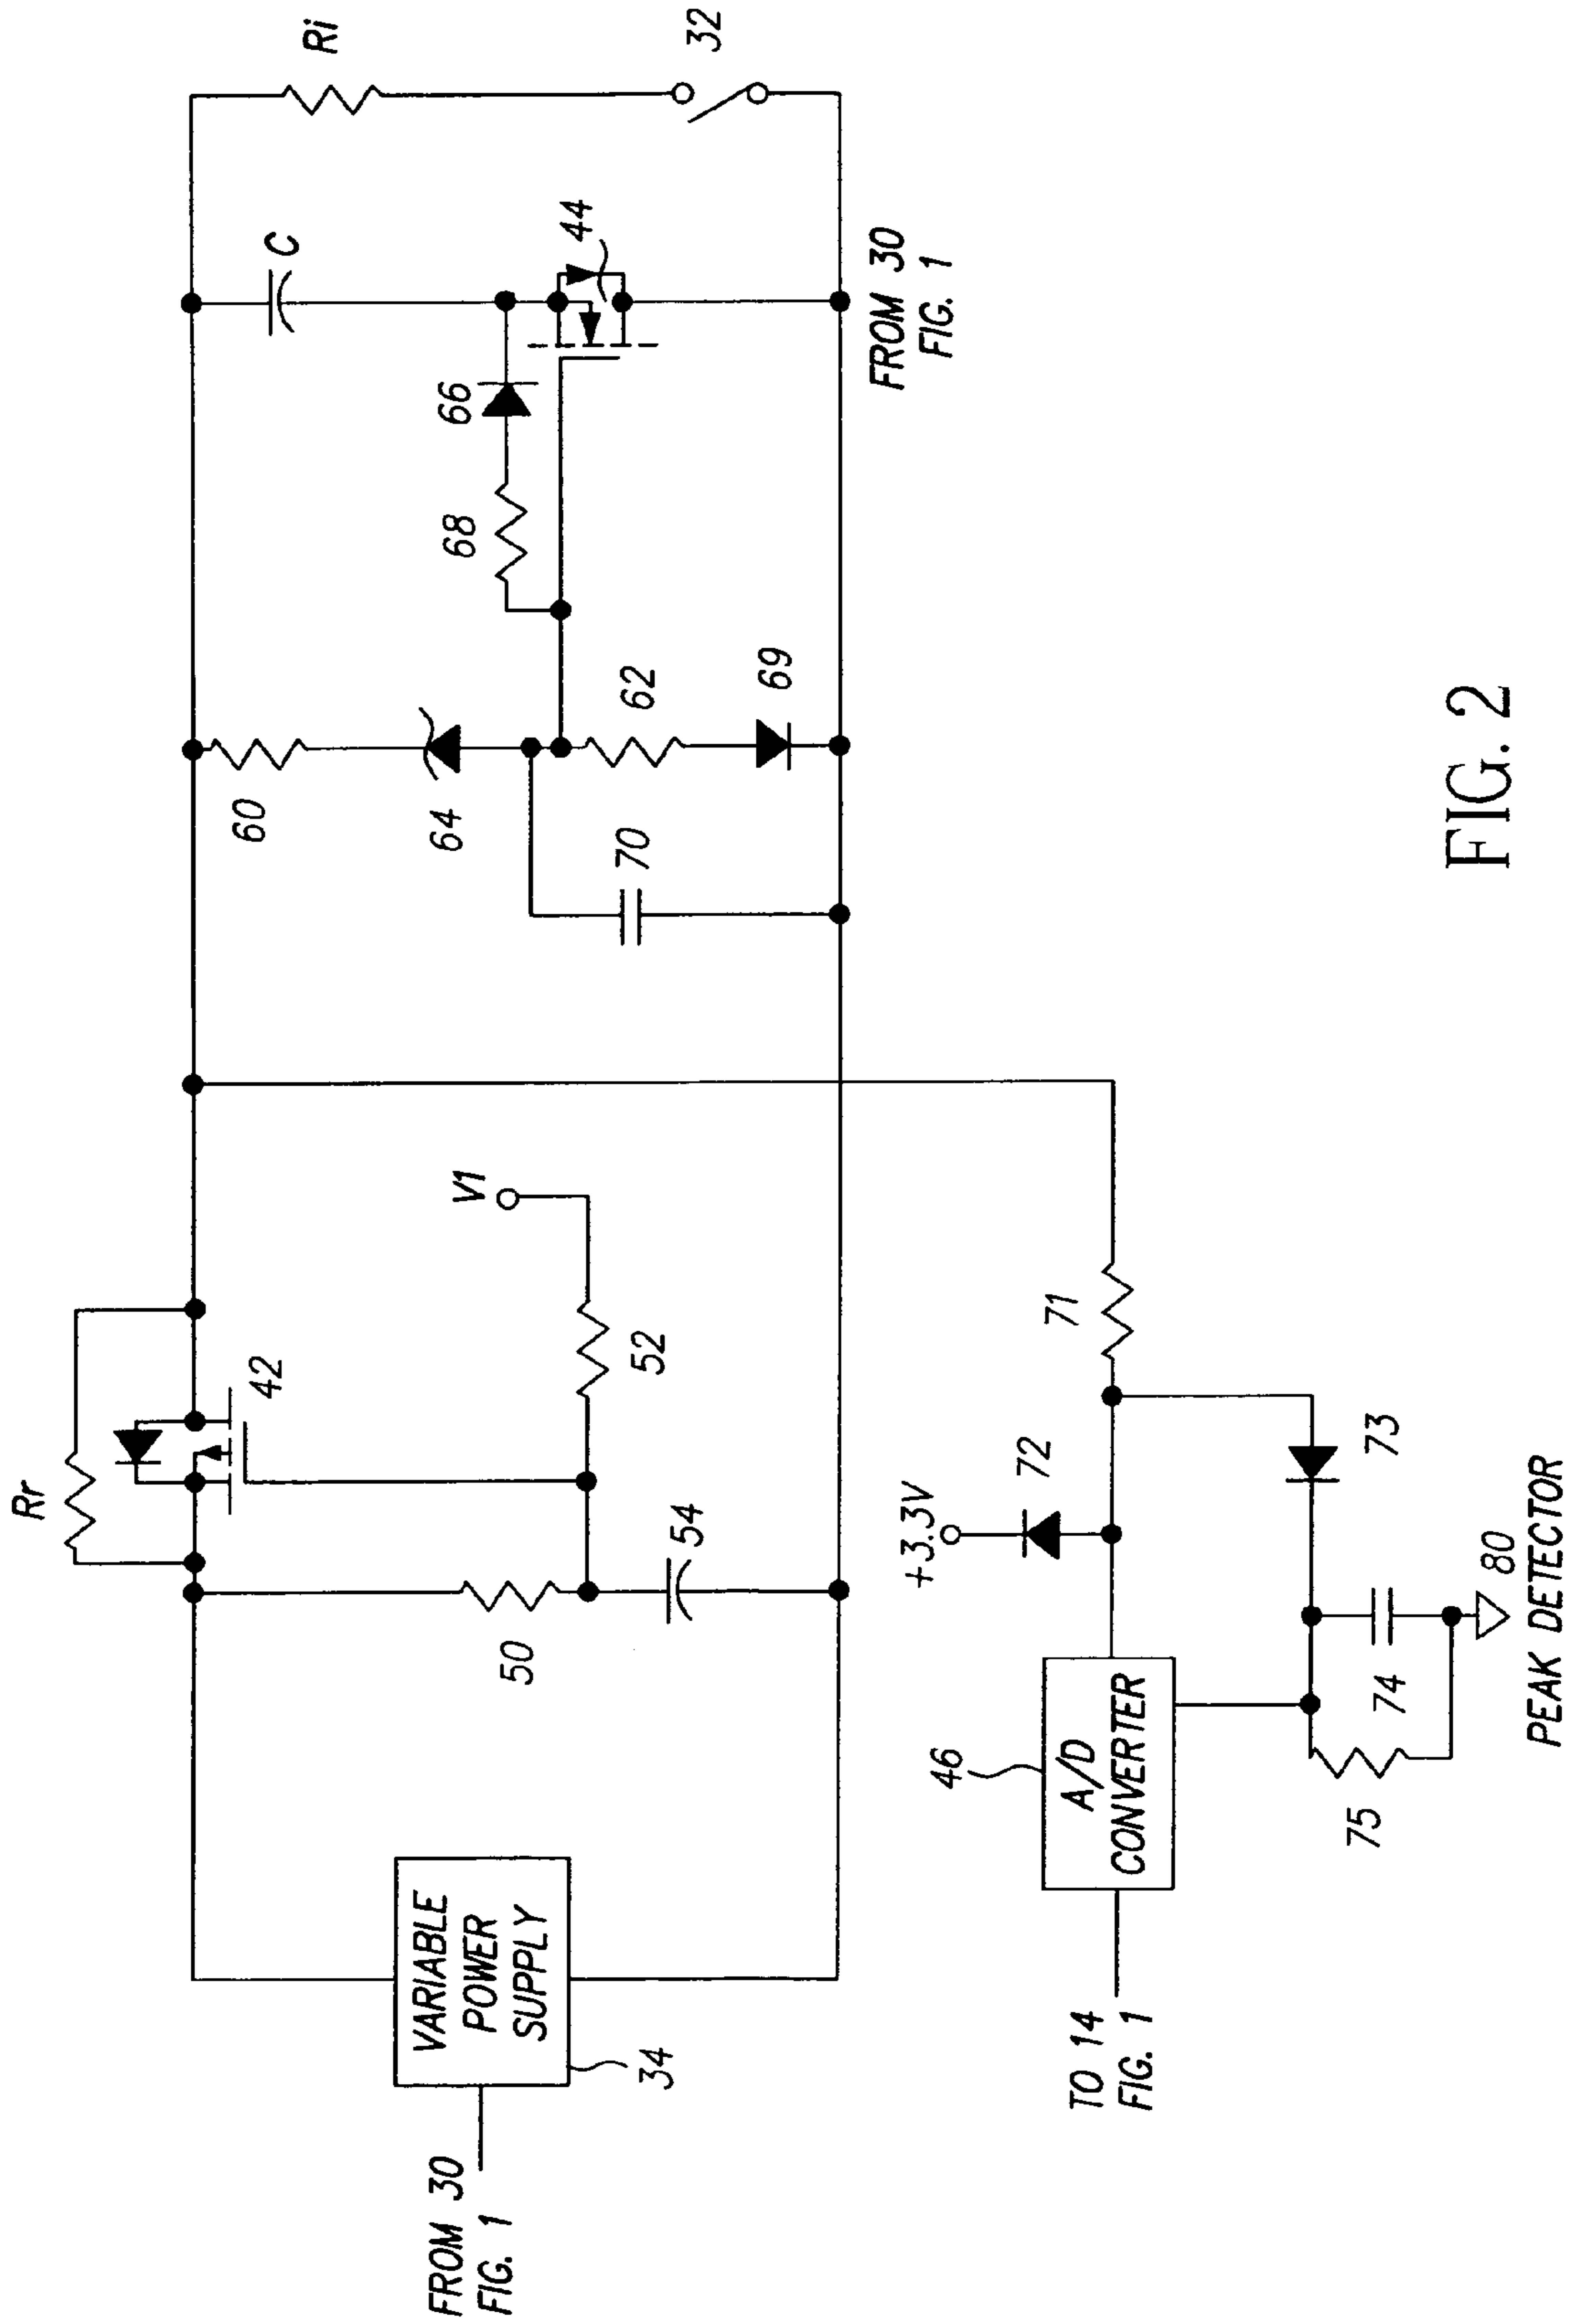 Rr
42
V1
52
50
54
VARIABLE
POWER
SUPPLY
34
FROM 30
FIG. 1
60
64
70
62
69
68
66
C
44
Ri
32
FROM 30
FIG. 1
71
+3.3V
72
73
46
A/D
CONVERTER
TO 14
FIG. 1
75
74
80
PEAK DETECTOR
FIG. 2